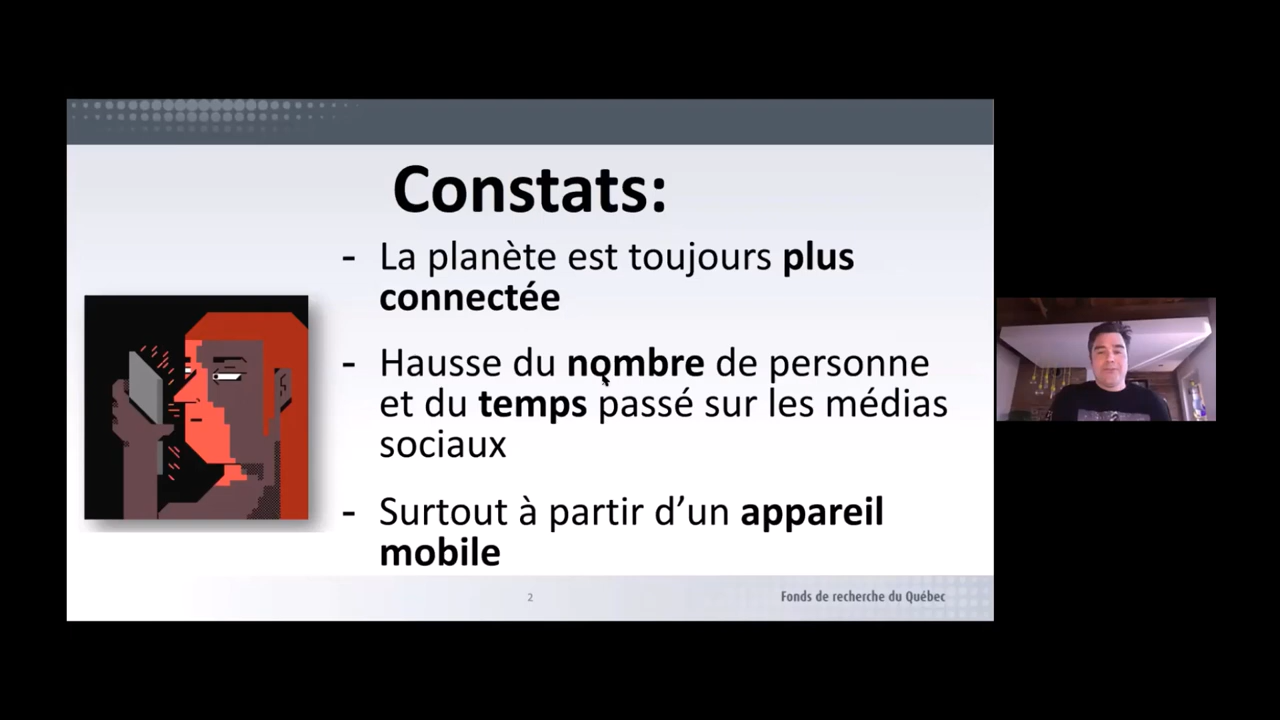 Constats:
- La planète est toujours plus
connectée
- Hausse du nombre de personne
et du temps passé sur les médias
sociaux
- Surtout à partir d’un appareil
mobile
2
Fonds de recherche du Québec